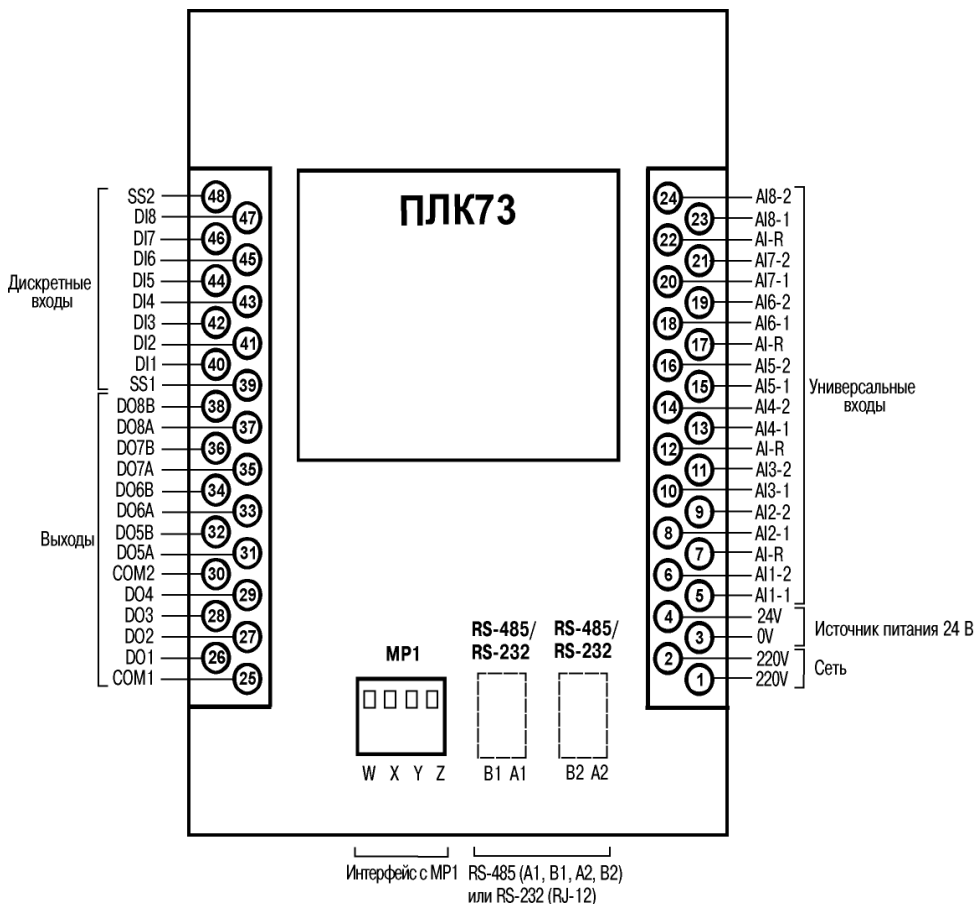 ПЛК73
SS2 48
DI8 47
DI7 46
DI6 45
DI5 44
DI4 43
DI3 42
DI2 41
DI1 40
SS1 39
Дискретные
входы
DO8B 38
DO8A 37
DO7B 36
DO7A 35
DO6B 34
DO6A 33
DO5B 32
DO5A 31
COM2 30
DO4 29
DO3 28
DO2 27
DO1 26
COM1 25
Выходы
24 AI8-2
23 AI8-1
22 AI-R
21 AI7-2
20 AI7-1
19 AI6-2
18 AI6-1
17 AI-R
16 AI5-2
15 AI5-1
14 AI4-2
13 AI4-1
12 AI-R
11 AI3-2
10 AI3-1
9 AI2-2
8 AI2-1
7 AI-R
6 AI1-2
5 AI1-1
Универсальные
входы
4 24V
3 0V
Источник питания 24 В
2 220V
1 220V
Сеть
MP1
W X Y Z
RS-485/
RS-232
B1 A1
RS-485/
RS-232
B2 A2
Интерфейс с МР1
RS-485 (A1, B1, A2, B2)
или RS-232 (RJ-12)